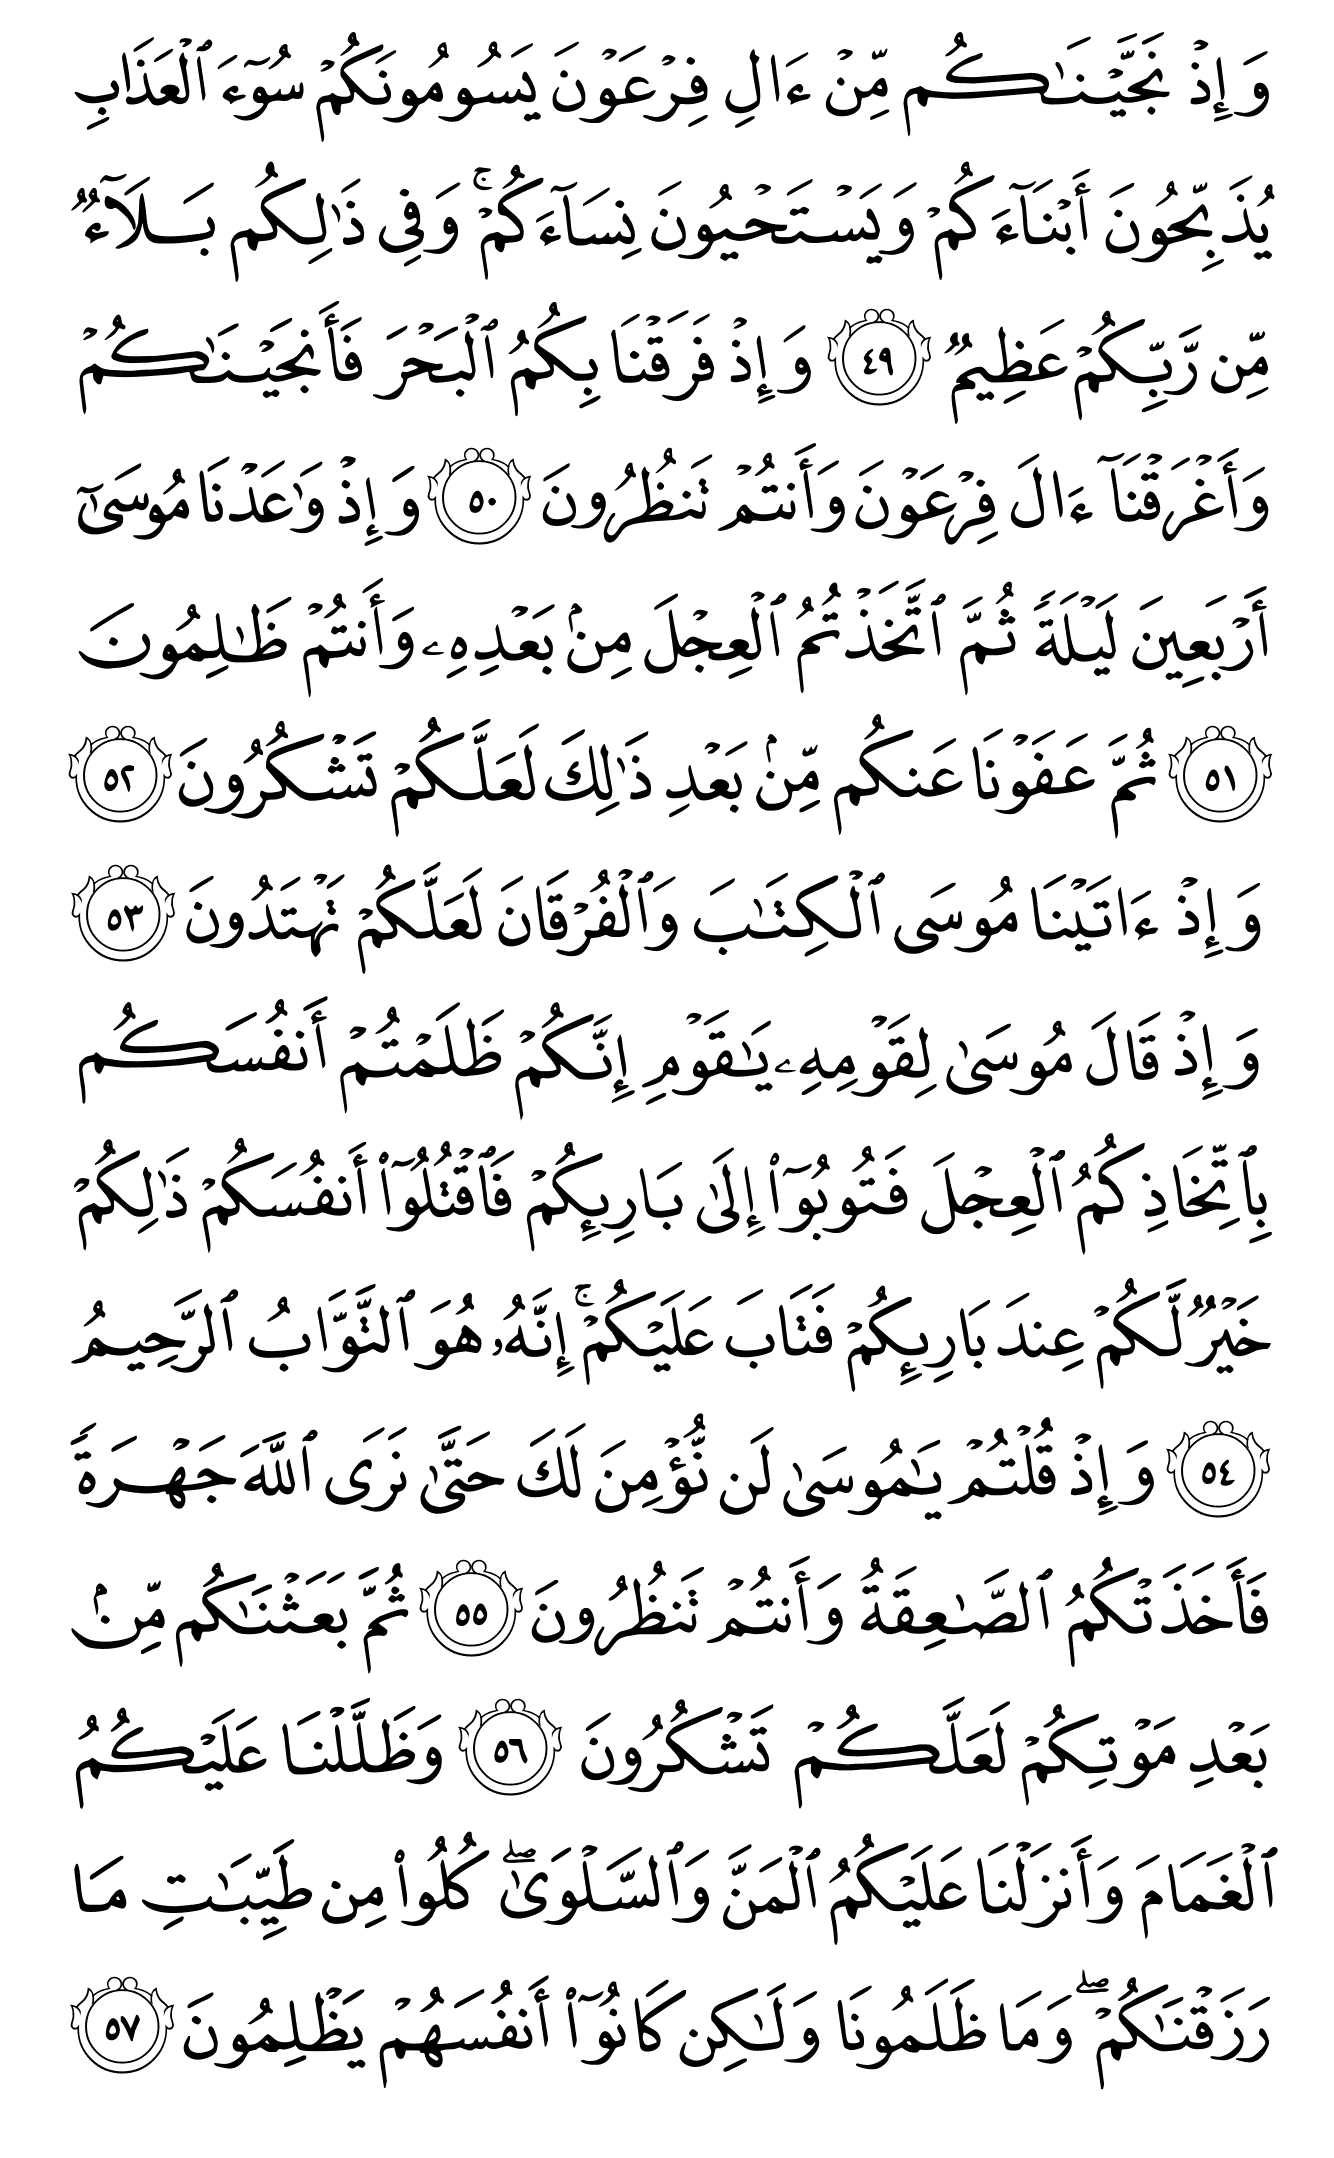 وَإِذۡ نَجَّيۡنَٰكُم مِّنۡ ءَالِ فِرۡعَوۡنَ يَسُومُونَكُمۡ سُوٓءَ ٱلۡعَذَابِ
يُذَبِّحُونَ أَبۡنَآءَكُمۡ وَيَسۡتَحۡيُونَ نِسَآءَكُمۡۚ وَفِي ذَٰلِكُم بَلَآءٞ
مِّن رَّبِّكُمۡ عَظِيمٞ ٤٩ وَإِذۡ فَرَقۡنَا بِكُمُ ٱلۡبَحۡرَ فَأَنجَيۡنَٰكُمۡ
وَأَغۡرَقۡنَآ ءَالَ فِرۡعَوۡنَ وَأَنتُمۡ تَنظُرُونَ ٥٠ وَإِذۡ وَٰعَدۡنَا مُوسَىٰٓ
أَرۡبَعِينَ لَيۡلَةٗ ثُمَّ ٱتَّخَذۡتُمُ ٱلۡعِجۡلَ مِنۢ بَعۡدِهِۦ وَأَنتُمۡ ظَٰلِمُونَ
٥١ ثُمَّ عَفَوۡنَا عَنكُم مِّنۢ بَعۡدِ ذَٰلِكَ لَعَلَّكُمۡ تَشۡكُرُونَ ٥٢
وَإِذۡ ءَاتَيۡنَا مُوسَى ٱلۡكِتَٰبَ وَٱلۡفُرۡقَانَ لَعَلَّكُمۡ تَهۡتَدُونَ ٥٣
وَإِذۡ قَالَ مُوسَىٰ لِقَوۡمِهِۦ يَٰقَوۡمِ إِنَّكُمۡ ظَلَمۡتُمۡ أَنفُسَكُم
بِٱتِّخَاذِكُمُ ٱلۡعِجۡلَ فَتُوبُوٓاْ إِلَىٰ بَارِئِكُمۡ فَٱقۡتُلُوٓاْ أَنفُسَكُمۡ ذَٰلِكُمۡ
خَيۡرٞ لَّكُمۡ عِندَ بَارِئِكُمۡ فَتَابَ عَلَيۡكُمۡۚ إِنَّهُۥ هُوَ ٱلتَّوَّابُ ٱلرَّحِيمُ
٥٤ وَإِذۡ قُلۡتُمۡ يَٰمُوسَىٰ لَن نُّؤۡمِنَ لَكَ حَتَّىٰ نَرَى ٱللَّهَ جَهۡرَةٗ
فَأَخَذَتۡكُمُ ٱلصَّٰعِقَةُ وَأَنتُمۡ تَنظُرُونَ ٥٥ ثُمَّ بَعَثۡنَٰكُم مِّنۢ
بَعۡدِ مَوۡتِكُمۡ لَعَلَّكُمۡ تَشۡكُرُونَ ٥٦ وَظَلَّلۡنَا عَلَيۡكُمُ
ٱلۡغَمَامَ وَأَنزَلۡنَا عَلَيۡكُمُ ٱلۡمَنَّ وَٱلسَّلۡوَىٰۖ كُلُواْ مِن طَيِّبَٰتِ مَا
رَزَقۡنَٰكُمۡۖ وَمَا ظَلَمُونَا وَلَٰكِن كَانُوٓاْ أَنفُسَهُمۡ يَظۡلِمُونَ ٥٧